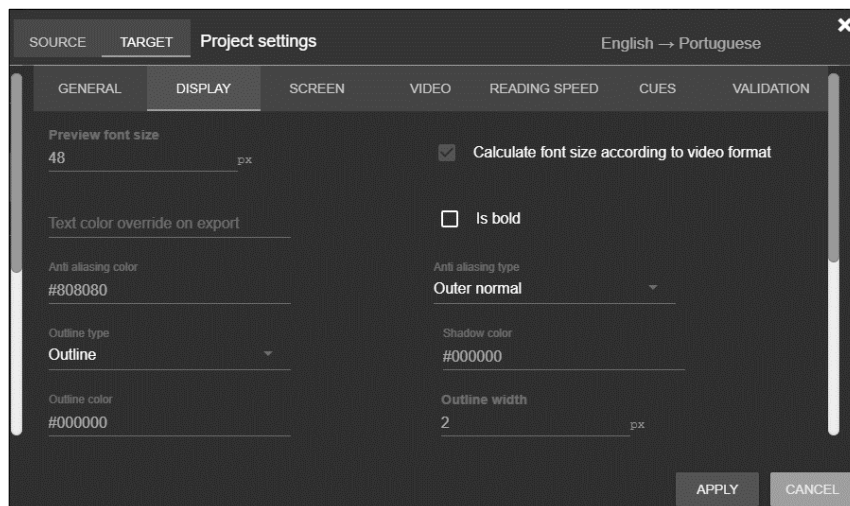 SOURCE TARGET Project settings English → Portuguese
GENERAL DISPLAY SCREEN VIDEO READING SPEED CUES VALIDATION
Preview font size
48 px Calculate font size according to video format
Text color override on export Is bold
Anti aliasing color Anti aliasing type
#808080 Outer normal
Outline type Shadow color
Outline #000000
Outline color Outline width
#000000 2 px
APPLY CANCEL